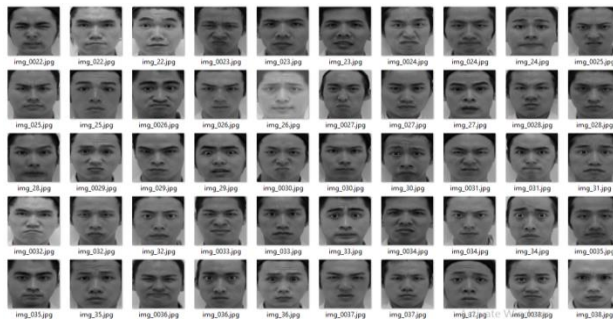 img_0022.jpg img_022.jpg img_22.jpg img_0023.jpg img_023.jpg img_23.jpg img_0024.jpg img_024.jpg img_24.jpg img_0025.jpg
img_025.jpg img_25.jpg img_0026.jpg img_026.jpg img_26.jpg img_0027.jpg img_027.jpg img_27.jpg img_0028.jpg img_028.jpg
img_28.jpg img_0029.jpg img_029.jpg img_29.jpg img_0030.jpg img_030.jpg img_30.jpg img_0031.jpg img_031.jpg img_31.jpg
img_0032.jpg img_032.jpg img_32.jpg img_0033.jpg img_033.jpg img_33.jpg img_0034.jpg img_034.jpg img_34.jpg img_0035.jpg
img_035.jpg img_35.jpg img_0036.jpg img_036.jpg img_36.jpg img_0037.jpg img_037.jpg img_37.jpg img_0038.jpg img_038.jpg